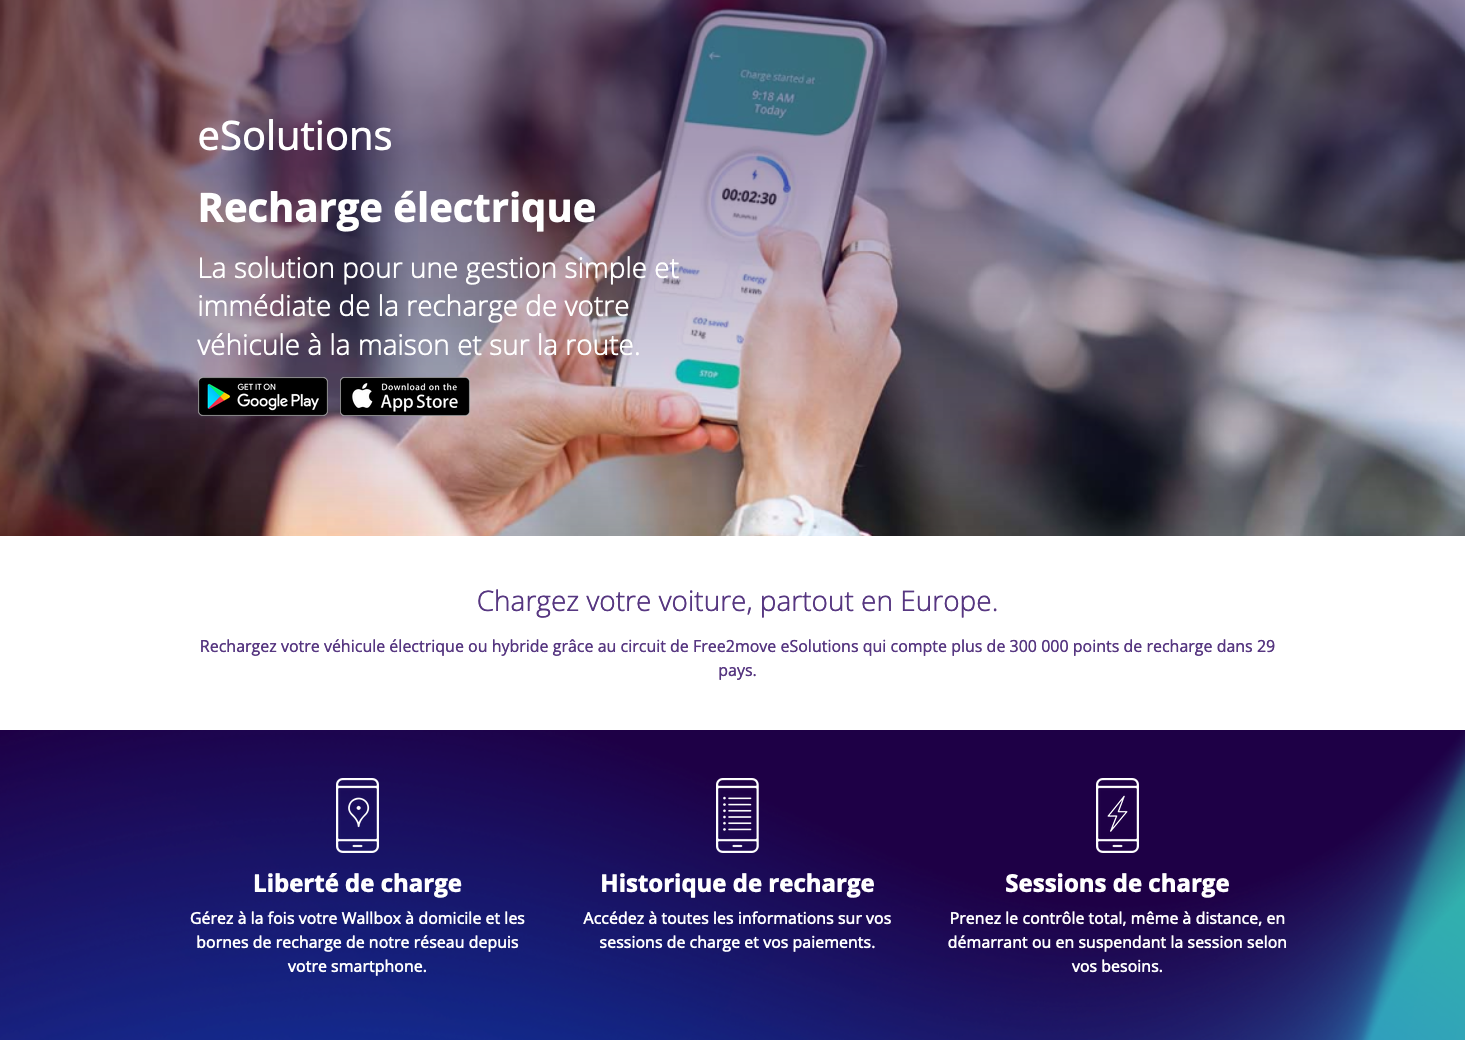 Charge started at
9:18 AM
Today
00:02:30
Power
Energy
18 kWh
CO2 saved
12 kg
STOP
eSolutions
Recharge électrique
La solution pour une gestion simple et
immédiate de la recharge de votre
véhicule à la maison et sur la route.
GET IT ON
Google Play
Download on the
App Store
Chargez votre voiture, partout en Europe.
Rechargez votre véhicule électrique ou hybride grâce au circuit de Free2move eSolutions qui compte plus de 300 000 points de recharge dans 29
pays.
Liberté de charge
Gérez à la fois votre Wallbox à domicile et les
bornes de recharge de notre réseau depuis
votre smartphone.
Historique de recharge
Accédez à toutes les informations sur vos
sessions de charge et vos paiements.
Sessions de charge
Prenez le contrôle total, même à distance, en
démarrant ou en suspendant la session selon
vos besoins.